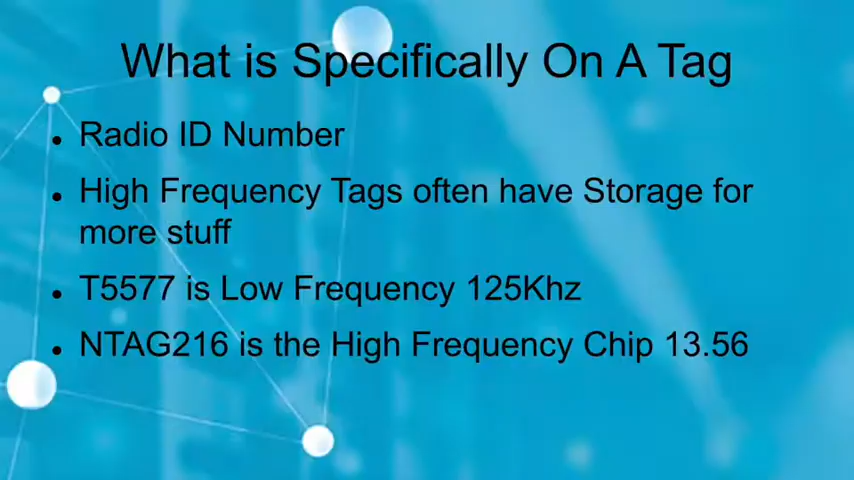 What is Specifically On A Tag
● Radio ID Number
● High Frequency Tags often have Storage for
more stuff
● T5577 is Low Frequency 125Khz
● NTAG216 is the High Frequency Chip 13.56